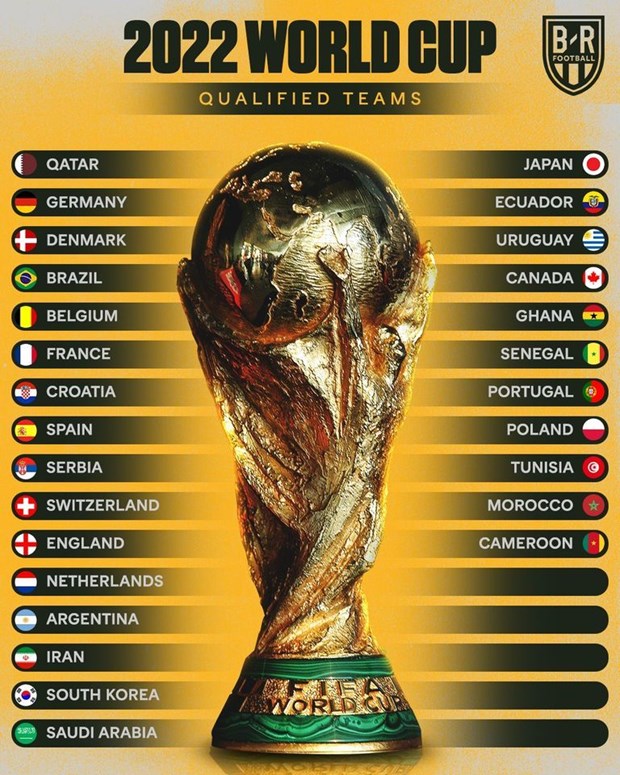 2022 WORLD CUP
B/R
FOOTBALL
QUALIFIED TEAMS
QATAR
GERMANY
DENMARK
BRAZIL
BELGIUM
FRANCE
CROATIA
SPAIN
SERBIA
SWITZERLAND
ENGLAND
NETHERLANDS
ARGENTINA
IRAN
SOUTH KOREA
SAUDI ARABIA
JAPAN
ECUADOR
URUGUAY
CANADA
GHANA
SENEGAL
PORTUGAL
POLAND
TUNISIA
MOROCCO
CAMEROON
FIFA
WORLD CUP